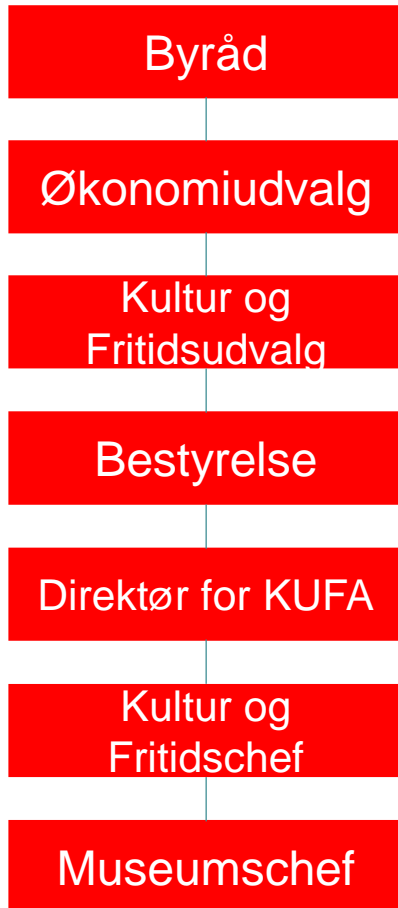 Byråd
Økonomiudvalg
Kultur og
Fritidsudvalg
Bestyrelse
Direktør for KUFA
Kultur og
Fritidschef
Museumschef